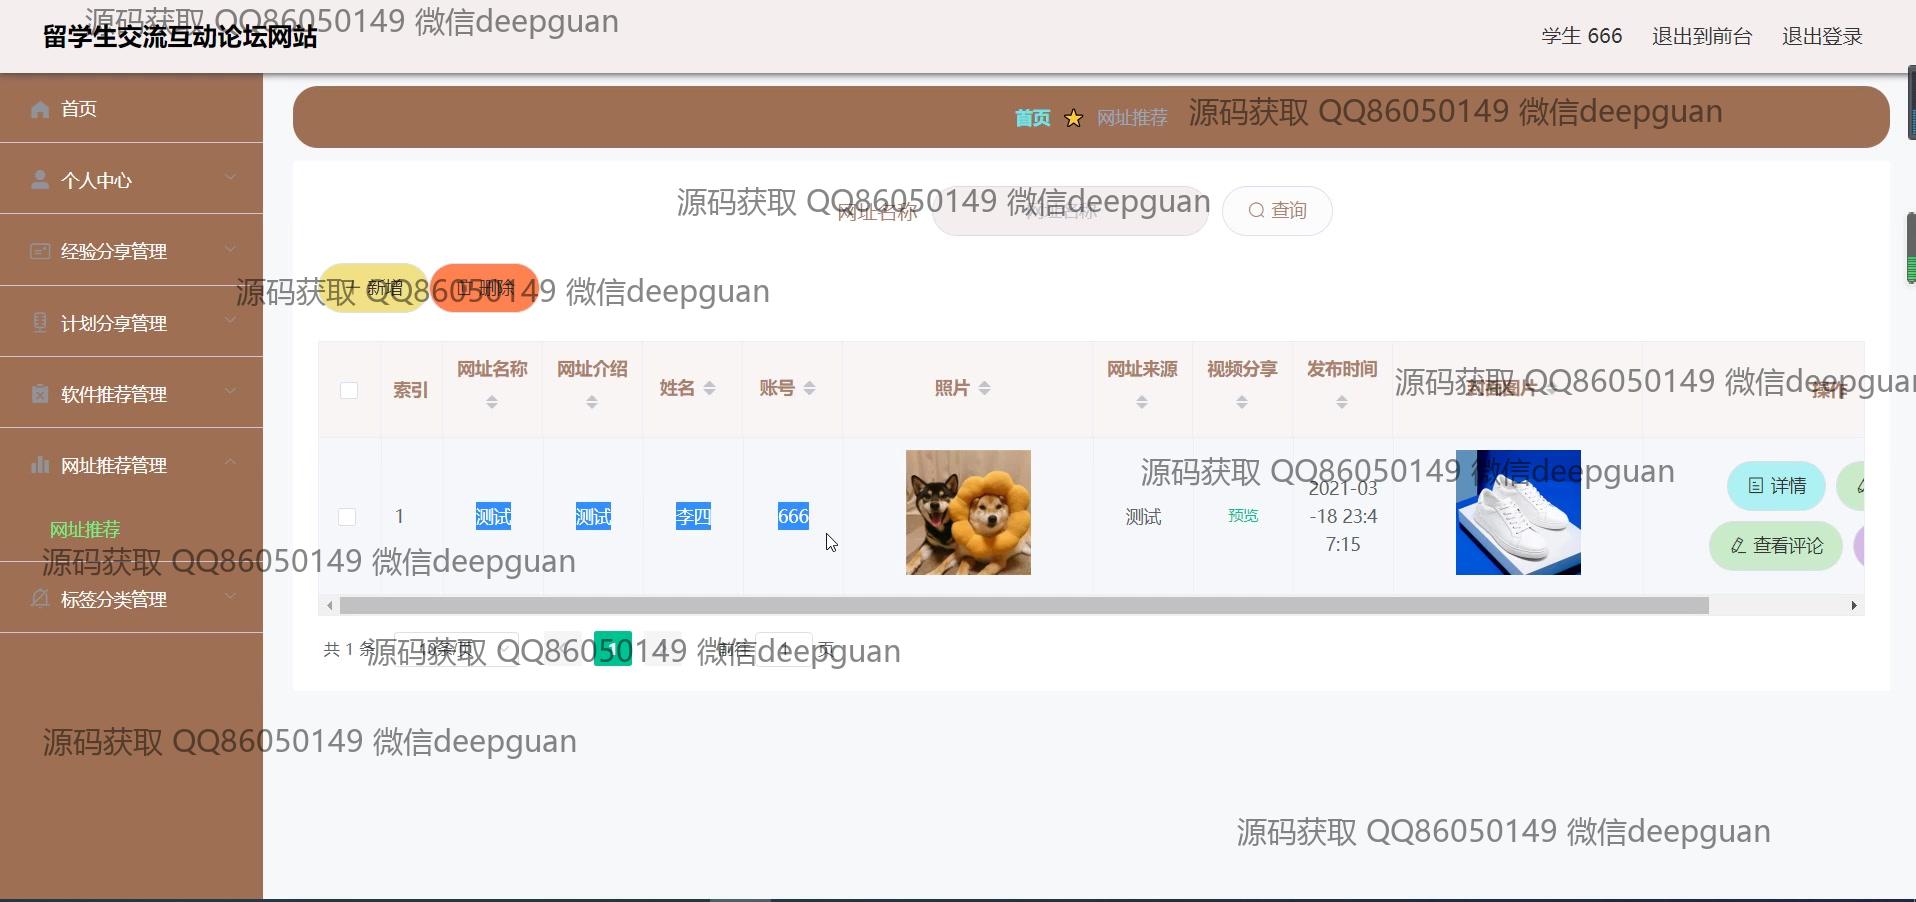 留学生交流互动论坛网站
源码获取 QQ86050149 微信deepguan
学生 666
退出到前台
退出登录
首页
个人中心
经验分享管理
计划分享管理
软件推荐管理
网址推荐管理
网址推荐
标签分类管理
首页 网址推荐
源码获取 QQ86050149 微信deepguan
源码获取 QQ86050149 微信deepguan
网址名称
网址名称
查询
源码获取 QQ86050149 微信deepguan
新增
删除
索引
网址名称
网址介绍
姓名
账号
照片
网址来源
视频分享
发布时间
封面图片
操作
源码获取 QQ86050149 微信deepguan
源码获取 QQ86050149 微信deepguan
1
测试
测试
李四
666
测试
预览
2021-03
-18 23:4
7:15
详情
查看评论
源码获取 QQ86050149 微信deepguan
共 1 条
10条/页
1
前往 1 页
源码获取 QQ86050149 微信deepguan
源码获取 QQ86050149 微信deepguan
源码获取 QQ86050149 微信deepguan